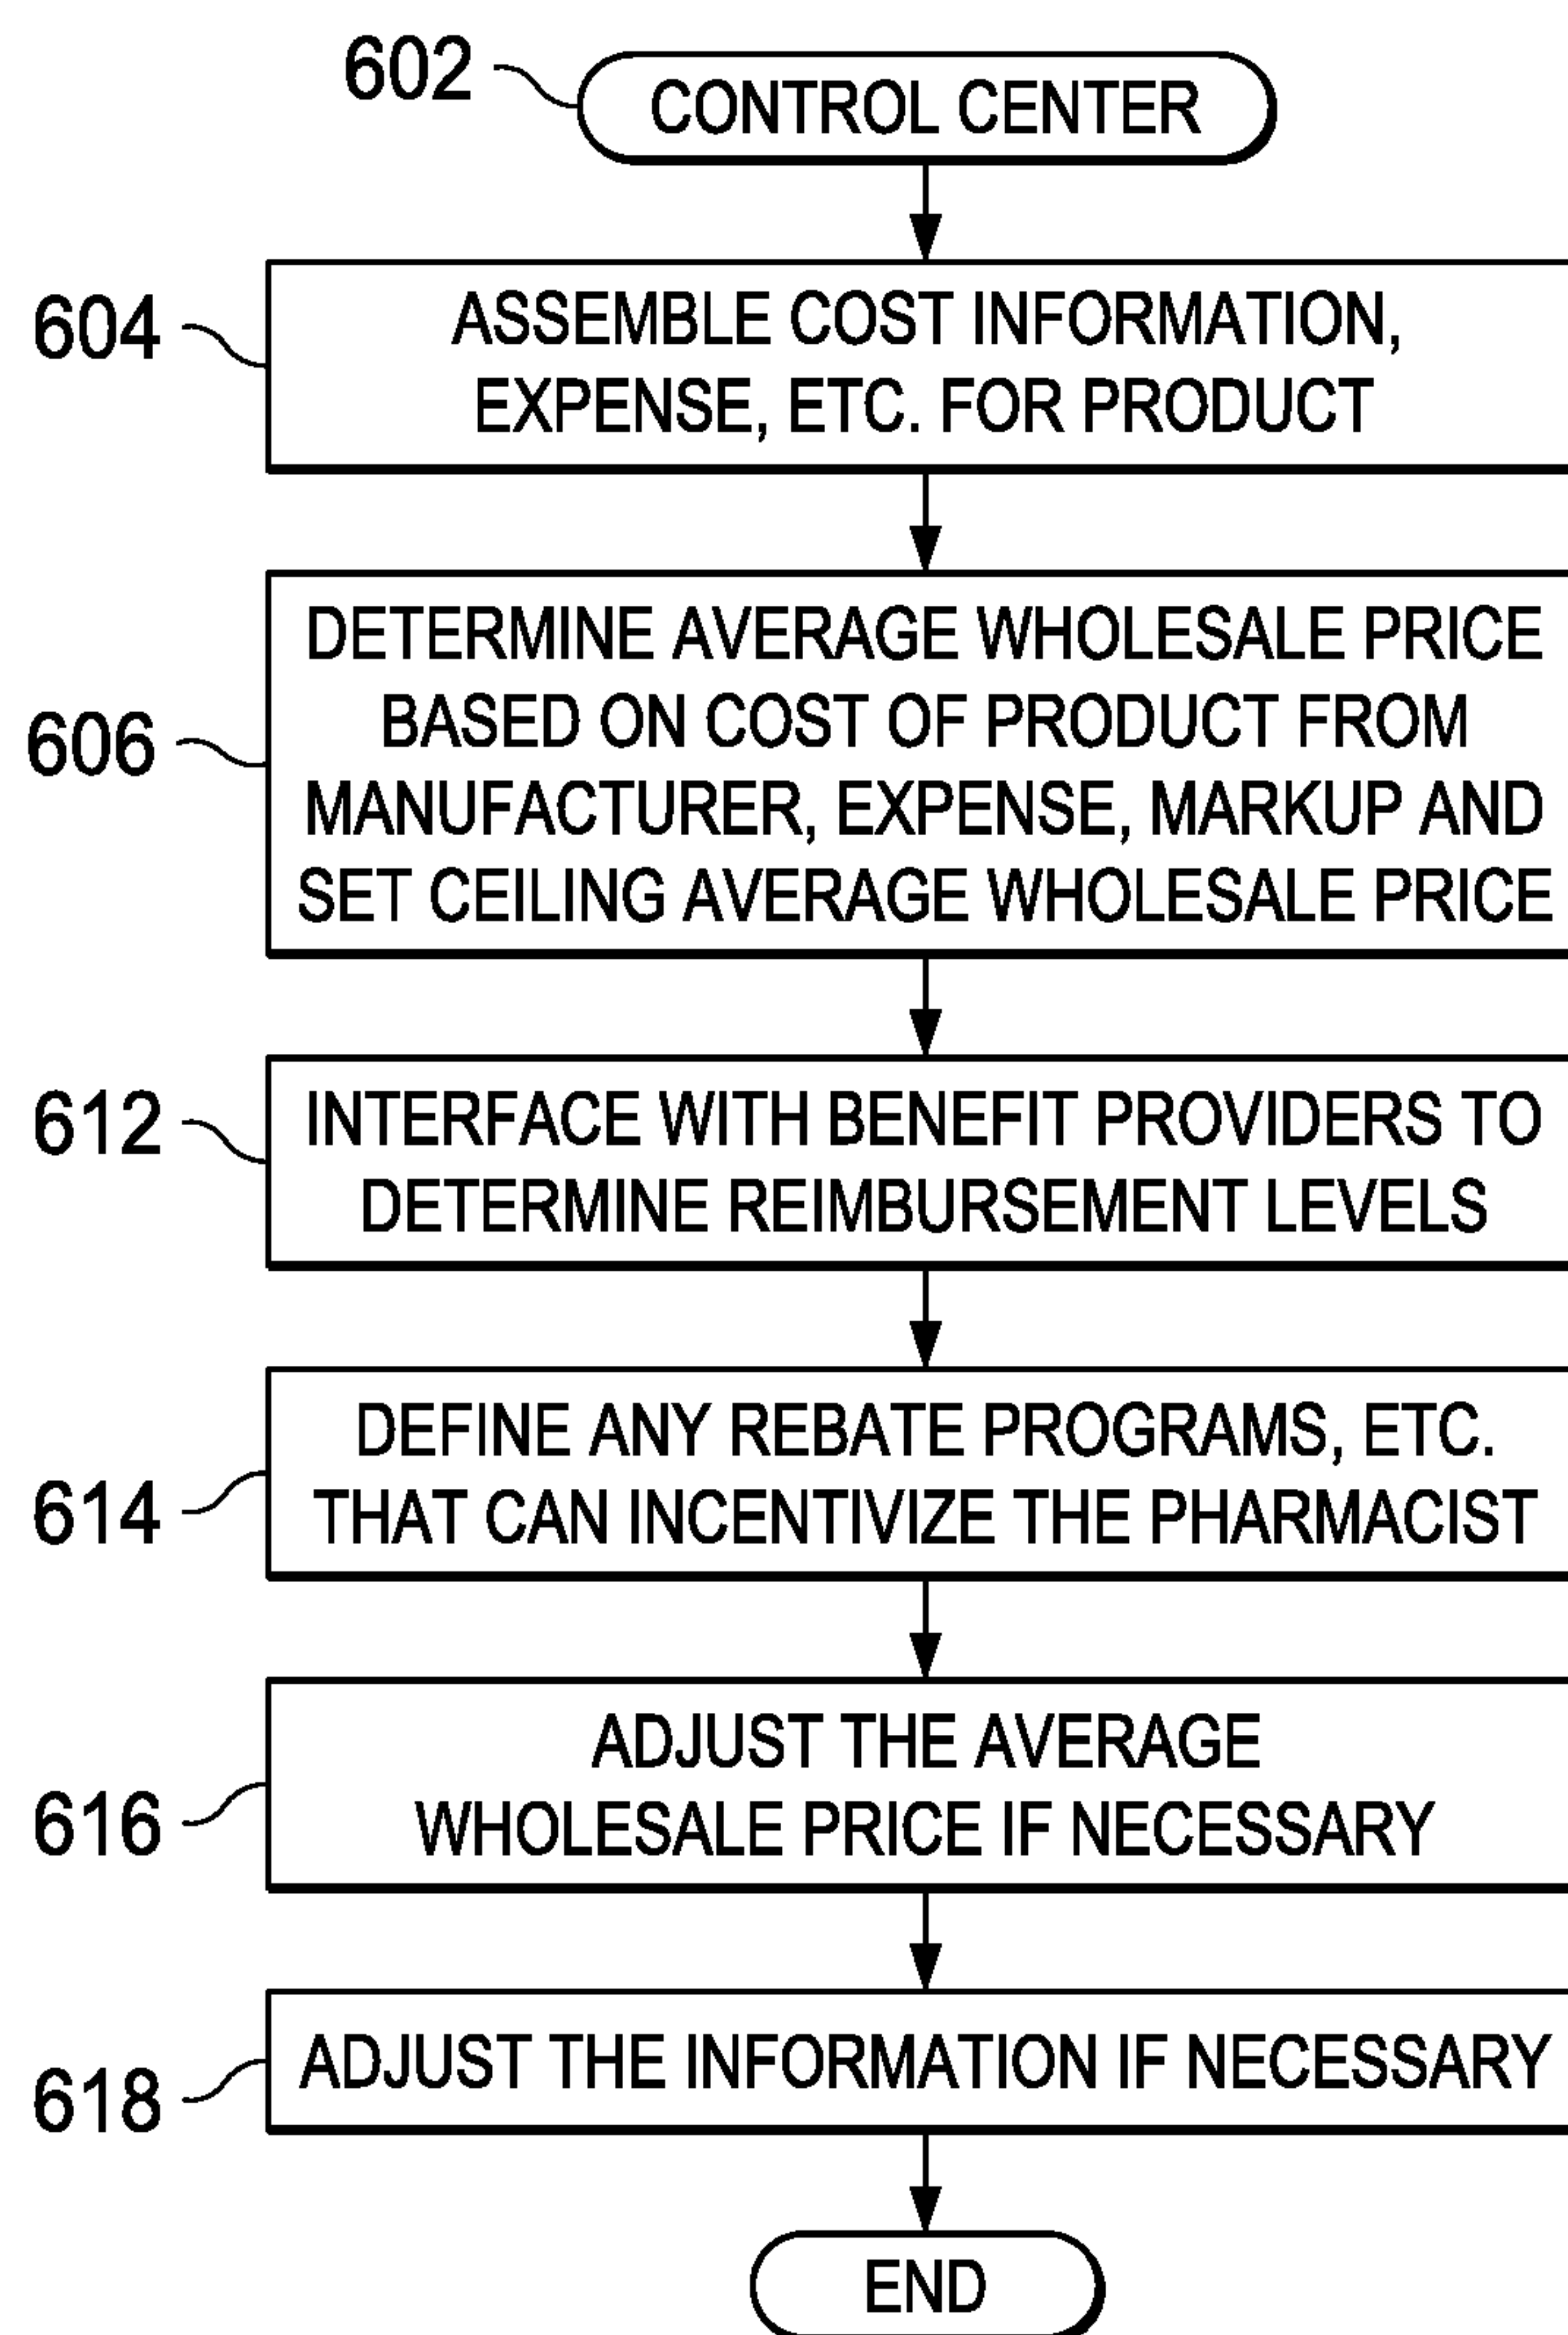 602
CONTROL CENTER
604
ASSEMBLE COST INFORMATION,
EXPENSE, ETC. FOR PRODUCT
606
DETERMINE AVERAGE WHOLESALE PRICE
BASED ON COST OF PRODUCT FROM
MANUFACTURER, EXPENSE, MARKUP AND
SET CEILING AVERAGE WHOLESALE PRICE
612
INTERFACE WITH BENEFIT PROVIDERS TO
DETERMINE REIMBURSEMENT LEVELS
614
DEFINE ANY REBATE PROGRAMS, ETC.
THAT CAN INCENTIVIZE THE PHARMACIST
616
ADJUST THE AVERAGE
WHOLESALE PRICE IF NECESSARY
618
ADJUST THE INFORMATION IF NECESSARY
END